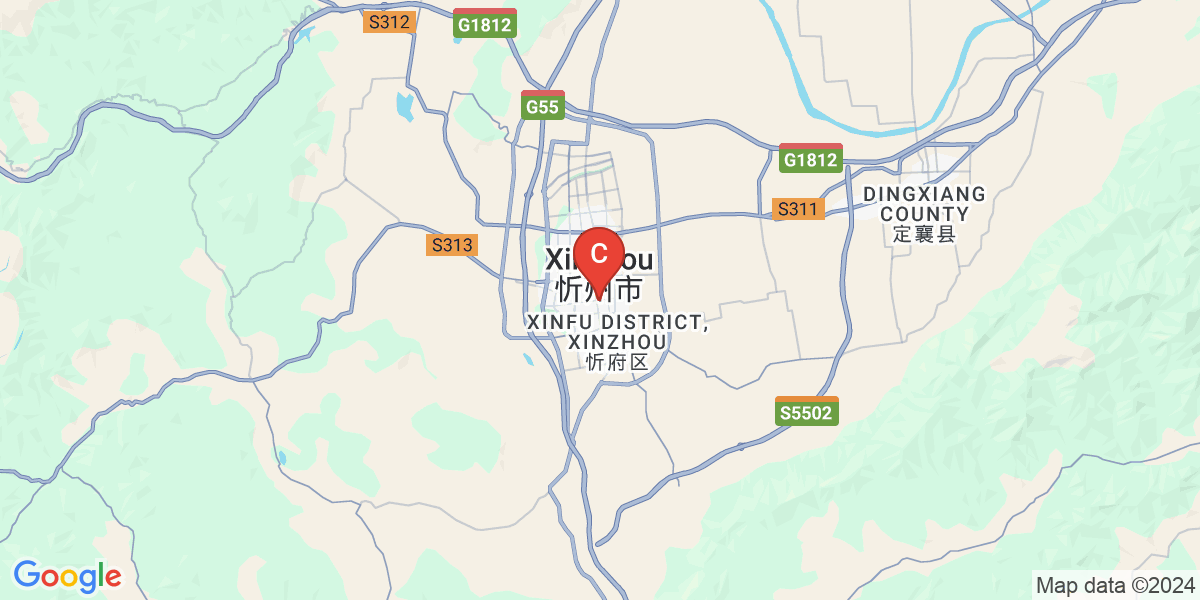 S312
G1812
G55
G1812
DINGXIANG
COUNTY
定襄县
S311
S313
C
忻州市
XINFU DISTRICT,
XINZHOU
忻府区
S5502
Google
Map data ©2024